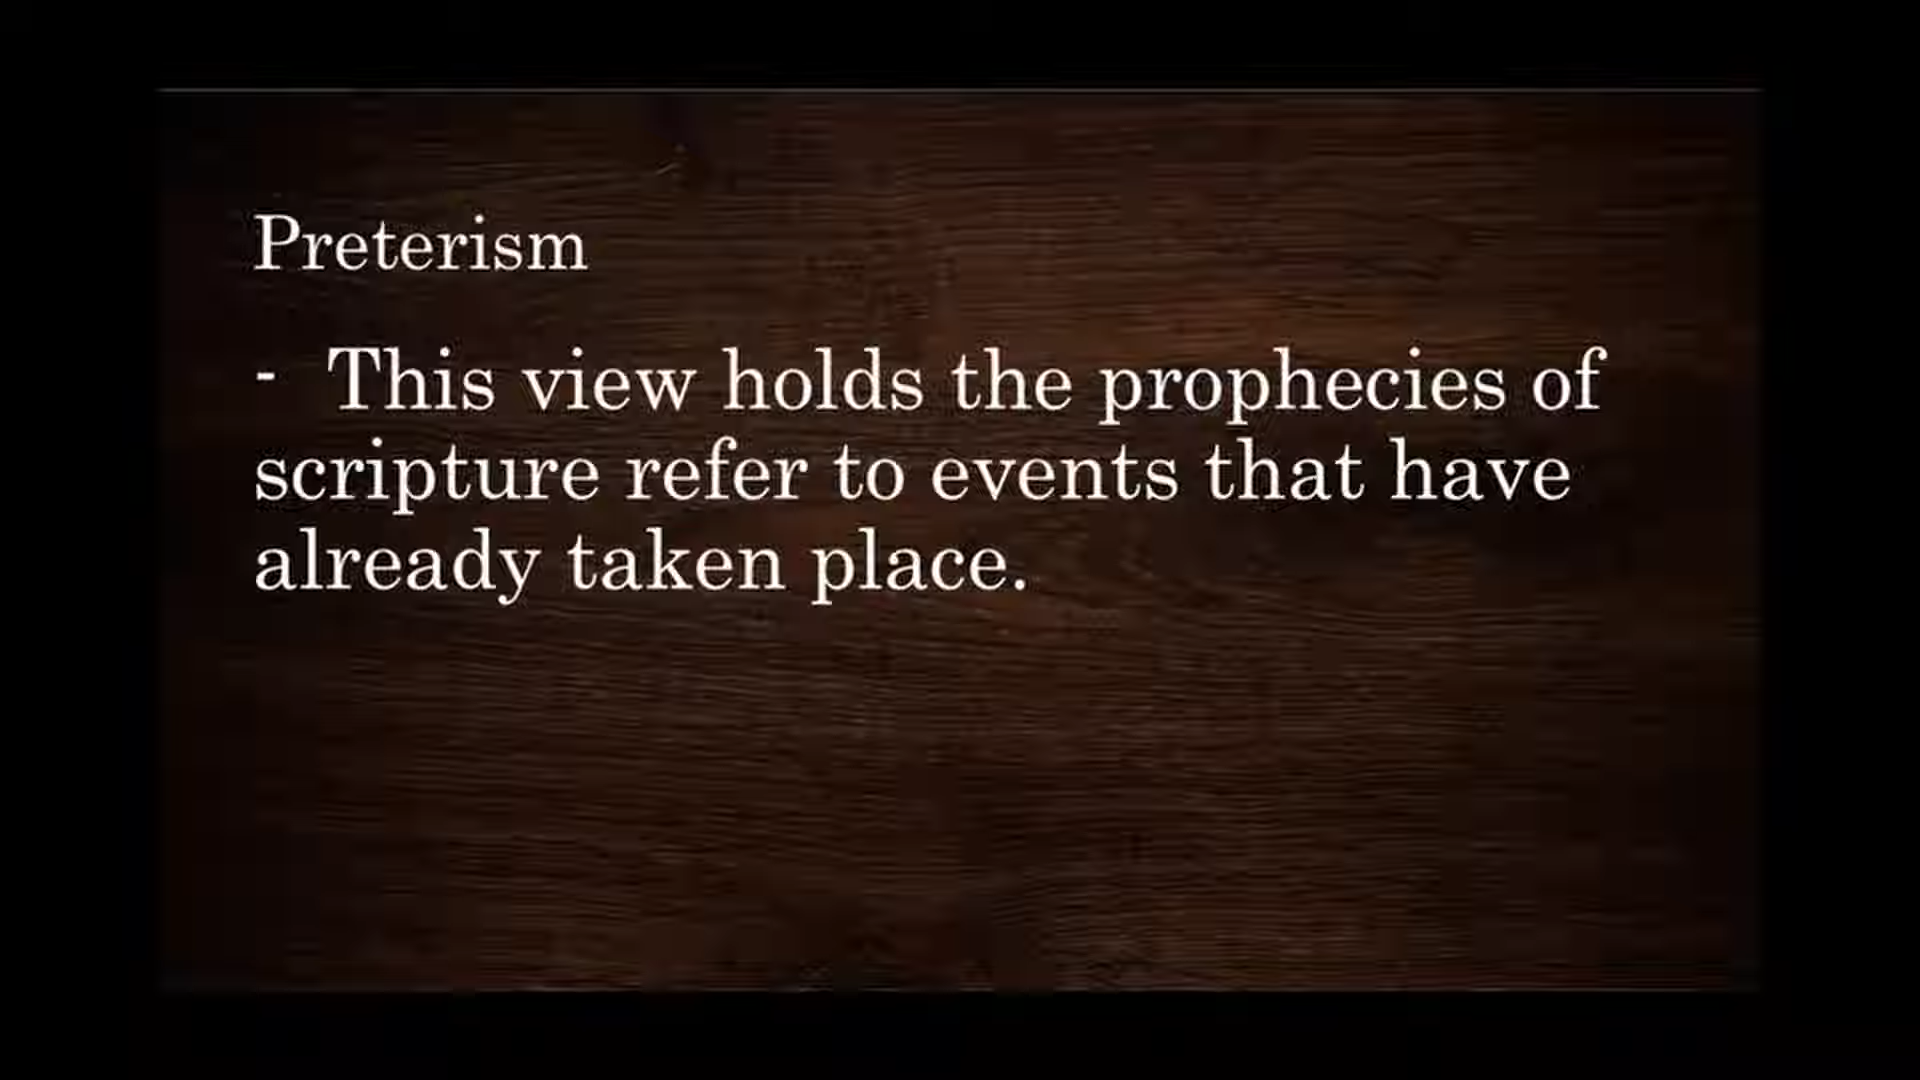 Preterism
- This view holds the prophecies of
scripture refer to events that have
already taken place.